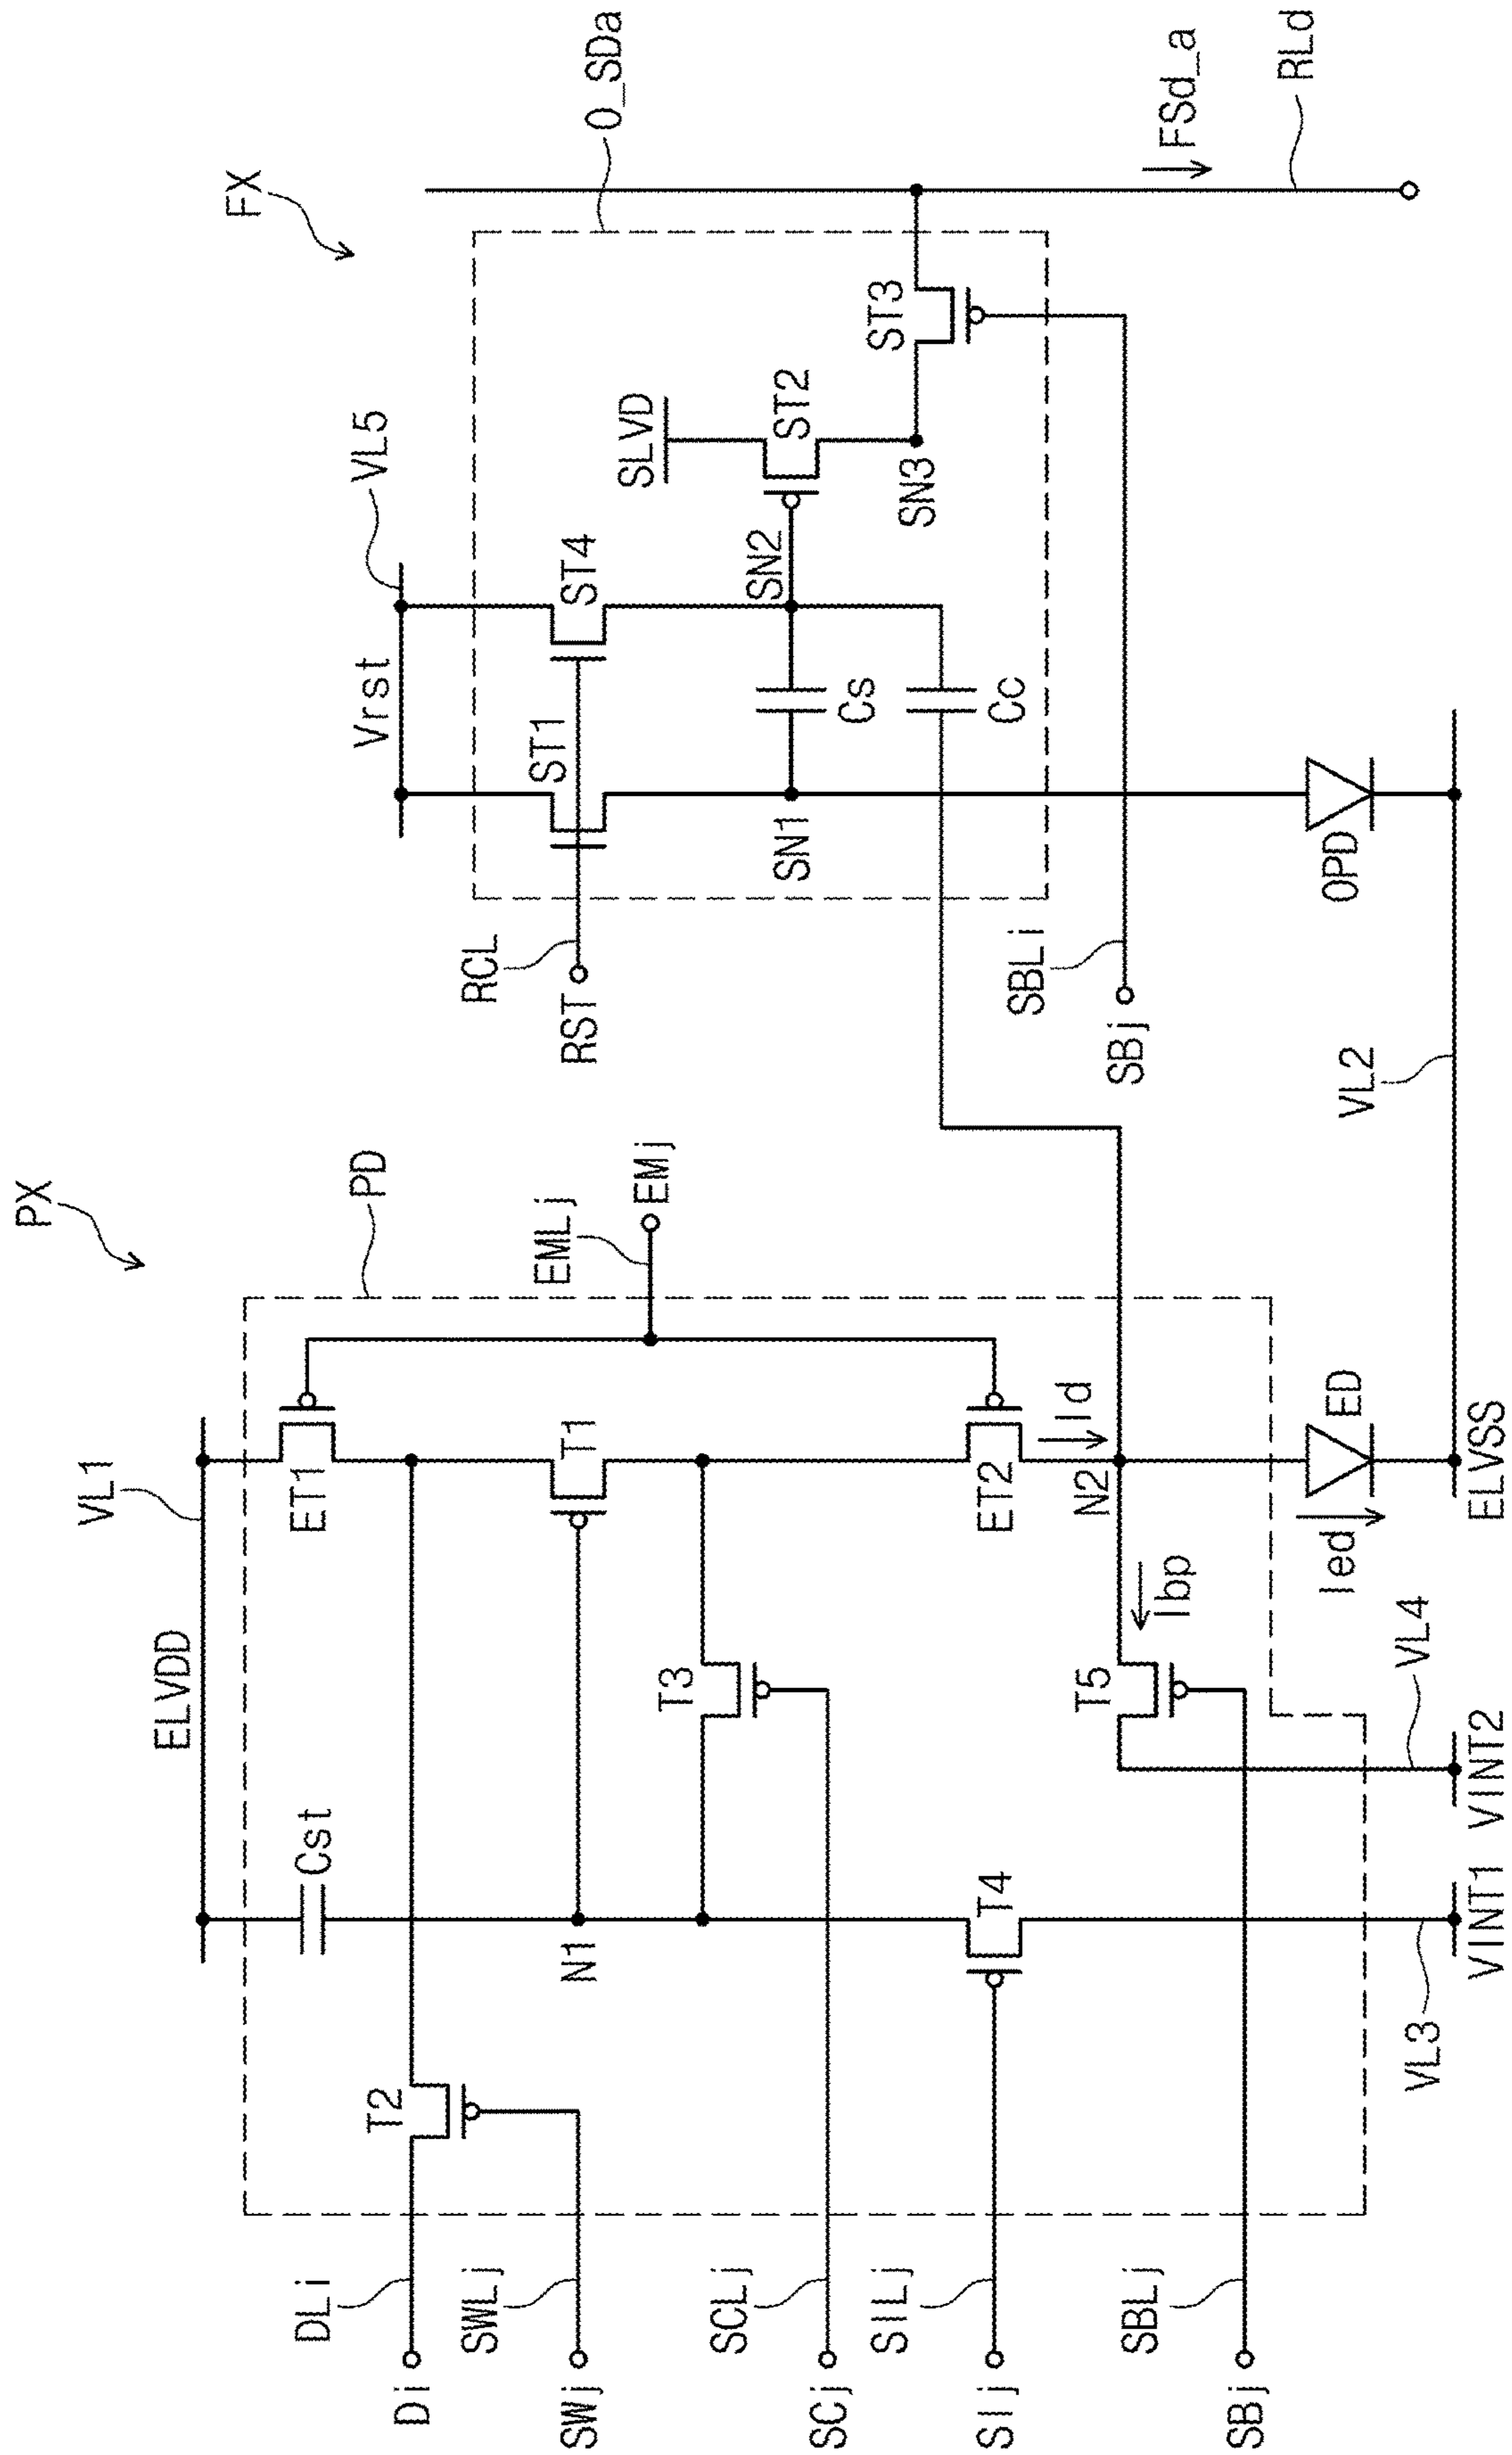 PX
FX
VL1
ELVDD
PD
VL5
Vrst
O_SDa
Cst
ET1
EMLj
EMj
T2
DLi
Di
N1
T1
RCL
RST
ST1
ST4
SLVD
ST2
SWLj
SWj
T3
SN1
SN2
Cs
SN3
ST3
SCLj
SCj
T4
ET2
Id
Cc
SILj
SIj
T5
N2
Ibp
SBLi
SBj
FSd_a
SBLj
SBj
Ied
ED
OPD
RLd
VL3
VL4
VL2
VINT1
VINT2
ELVSS